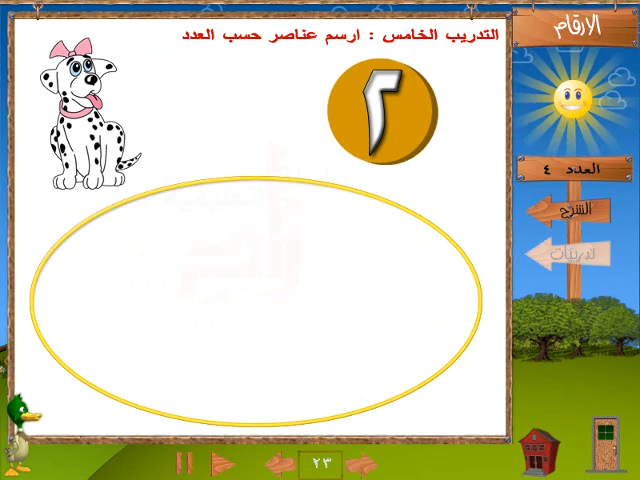 التدريب الخامس : ارسم عناصر حسب العدد
٢
الارقام
العدد ٤
الشرح
تدريبات
٢٣